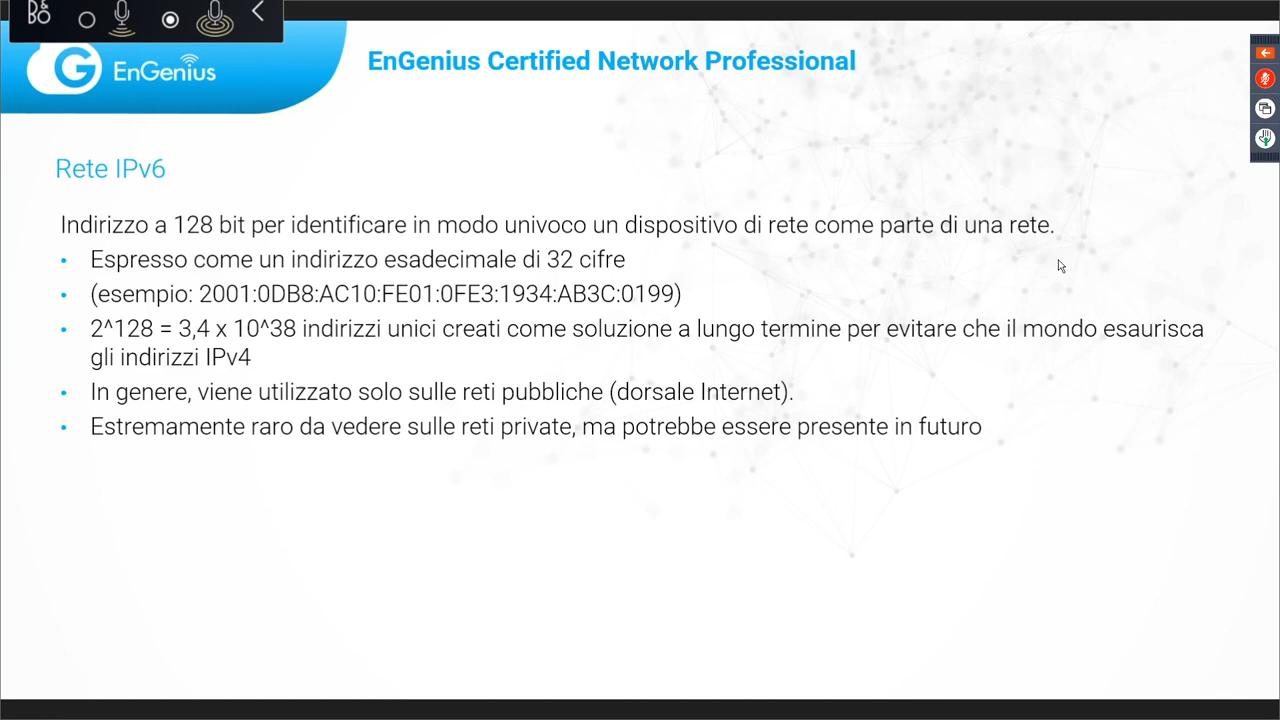 B&O
EnGenius
EnGenius Certified Network Professional
Rete IPv6
Indirizzo a 128 bit per identificare in modo univoco un dispositivo di rete come parte di una rete.
• Espresso come un indirizzo esadecimale di 32 cifre
• (esempio: 2001:0DB8:AC10:FE01:0FE3:1934:AB3C:0199)
• 2^128 = 3,4 x 10^38 indirizzi unici creati come soluzione a lungo termine per evitare che il mondo esaurisca
gli indirizzi IPv4
• In genere, viene utilizzato solo sulle reti pubbliche (dorsale Internet).
• Estremamente raro da vedere sulle reti private, ma potrebbe essere presente in futuro